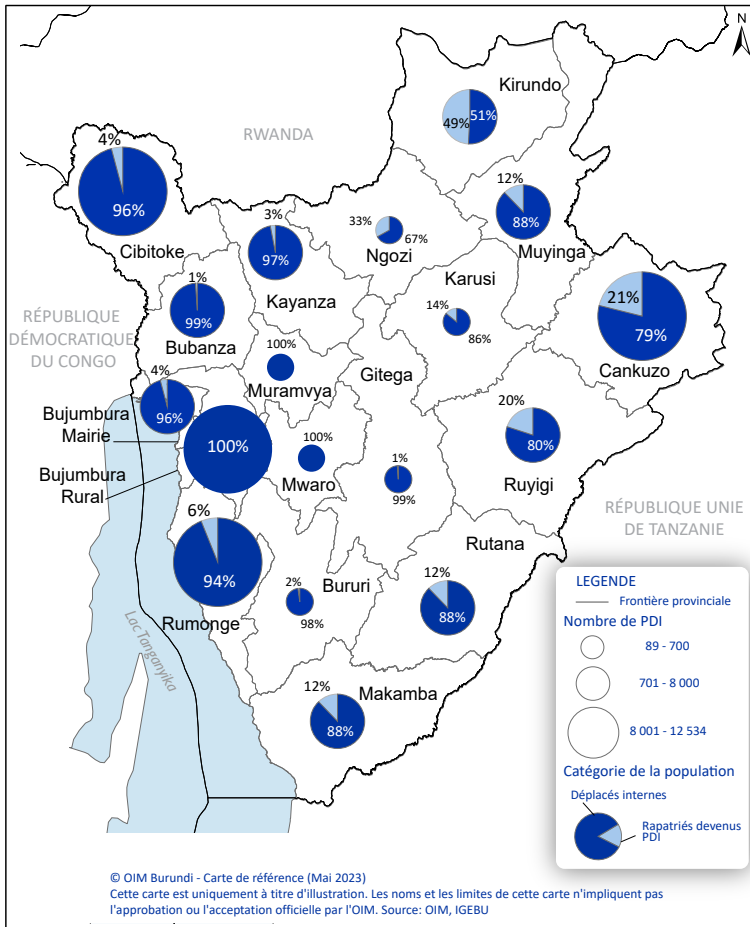 N
Kirundo
49%
51%
RWANDA
4%
96%
Cibitoke
12%
88%
Muyinga
3%
97%
Kayanza
33%
67%
Ngozi
Karusi
14%
86%
21%
79%
Cankuzo
1%
99%
Bubanza
RÉPUBLIQUE
DÉMOCRATIQUE
DU CONGO
100%
Muramvya
Gitega
4%
96%
Bujumbura
Mairie
100%
Bujumbura
Rural
100%
Mwaro
1%
99%
20%
80%
Ruyigi
RÉPUBLIQUE UNIE
DE TANZANIE
6%
94%
Rumonge
2%
98%
Bururi
Rutana
12%
88%
Lac Tanganyika
12%
88%
Makamba
LEGENDE
Frontière provinciale
Nombre de PDI
89 - 700
701 - 8 000
8 001 - 12 534
Catégorie de la population
Déplacés internes
Rapatriés devenus
PDI
© OIM Burundi - Carte de référence (Mai 2023)
Cette carte est uniquement à titre d'illustration. Les noms et les limites de cette carte n'impliquent pas
l'approbation ou l'acceptation officielle par l'OIM. Source: OIM, IGEBU